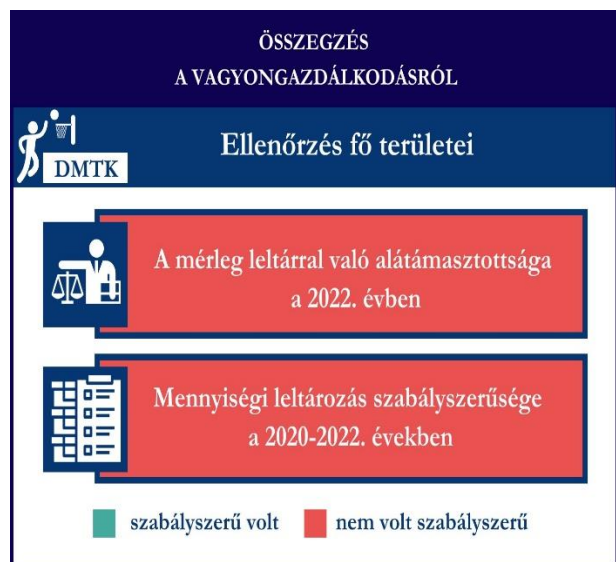 ÖSSZEGZÉS
A VAGYONGAZDÁLKODÁSRÓL
DMTK
Ellenőrzés fő területei
A mérleg leltárral való alátámasztottsága
a 2022. évben
Mennyiségi leltározás szabályszerűsége
a 2020-2022. években
szabályszerű volt
nem volt szabályszerű